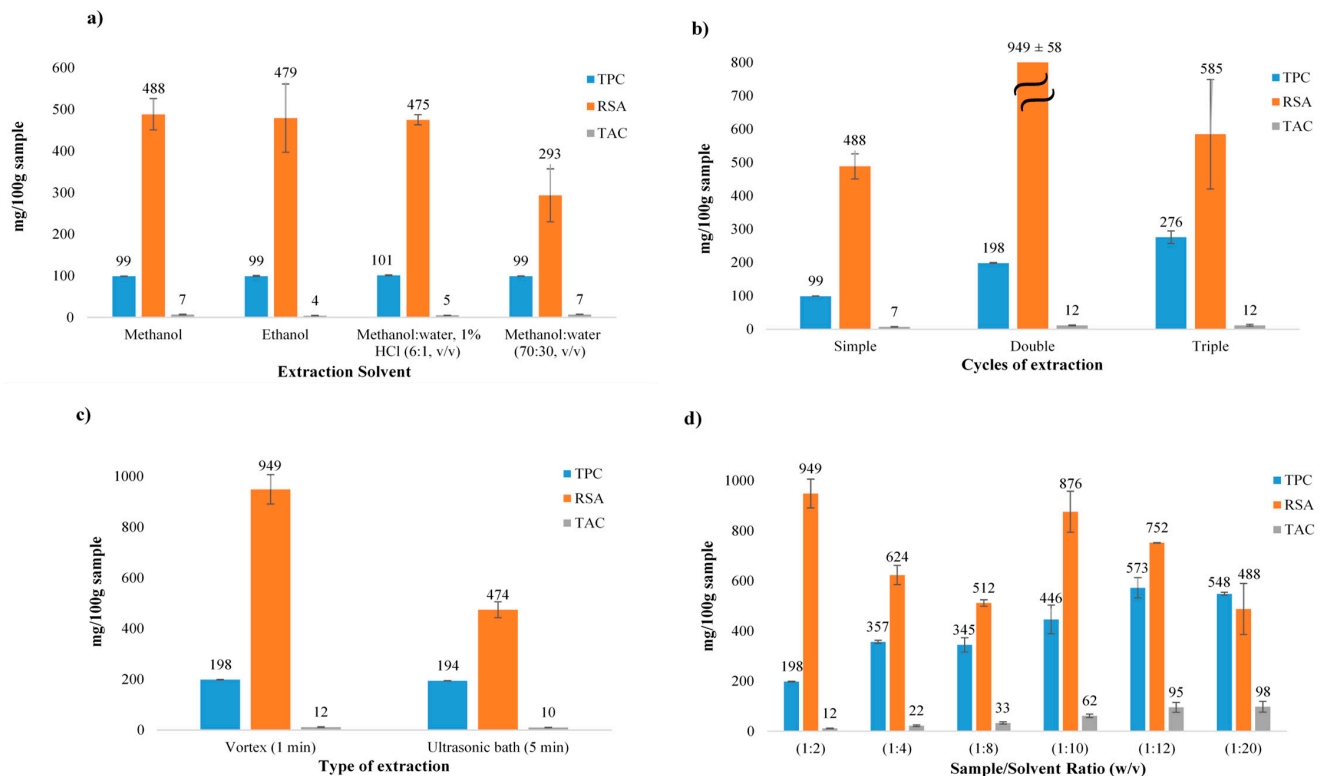 a)
mg/100g sample
600
500
400
300
200
100
0
99
488
7
99
479
4
101
475
5
99
293
7
TPC
RSA
TAC
Methanol
Ethanol
Methanol:water, 1%
HCl (6:1, v/v)
Methanol:water
(70:30, v/v)
Extraction Solvent
b)
mg/100g sample
800
700
600
500
400
300
200
100
0
99
488
7
198
949 ± 58
12
276
585
12
TPC
RSA
TAC
Simple
Double
Triple
Cycles of extraction
c)
mg/100g sample
1000
800
600
400
200
0
198
949
12
194
474
10
TPC
RSA
TAC
Vortex (1 min)
Ultrasonic bath (5 min)
Type of extraction
d)
mg/100g sample
1000
800
600
400
200
0
198
949
12
357
624
22
345
512
33
446
876
62
573
752
95
548
488
98
TPC
RSA
TAC
(1:2)
(1:4)
(1:8)
(1:10)
(1:12)
(1:20)
Sample/Solvent Ratio (w/v)